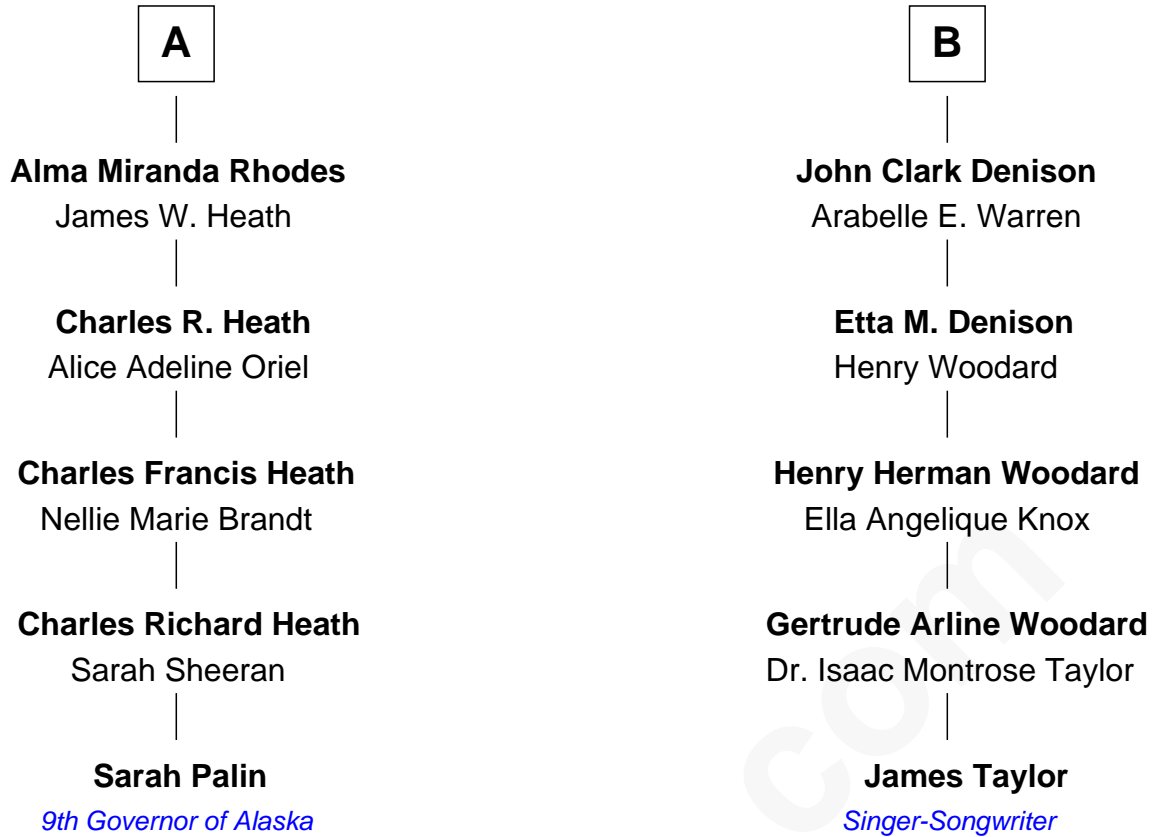 A
Alma Miranda Rhodes
James W. Heath
Charles R. Heath
Alice Adeline Oriel
Charles Francis Heath
Nellie Marie Brandt
Charles Richard Heath
Sarah Sheeran
Sarah Palin
9th Governor of Alaska
B
John Clark Denison
Arabelle E. Warren
Etta M. Denison
Henry Woodard
Henry Herman Woodard
Ella Angelique Knox
Gertrude Arline Woodard
Dr. Isaac Montrose Taylor
James Taylor
Singer-Songwriter
com